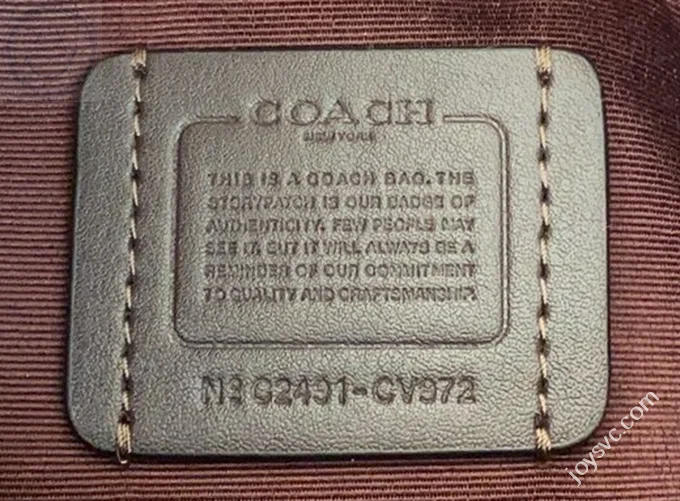 COACH
NEW YORK
THIS IS A COACH BAG. THE
STORYPATCH IS OUR BADGE OF
AUTHENTICITY. FEW PEOPLE MAY
SEE IT. BUT IT WILL ALWAYS BE A
REMINDER OF OUR COMMITMENT
TO QUALITY AND CRAFTSMANSHIP.
Nº C2401-CV972
joysvc.com